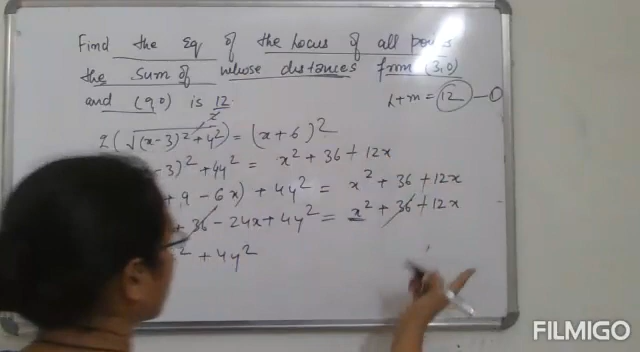 Find the Eq of the Locus of all points
the sum of whose distances from (3,0)
and (9,0) is 12
l+m = 12 —①
2(√(x-3)²+y²) = (x+6)²
-3)² + 4y² = x² + 36 + 12x
+ 9 - 6x) + 4y² = x² + 36 + 12x
+ 36 - 24x + 4y² = x² + 36 + 12x
² + 4y²
FILMIGO